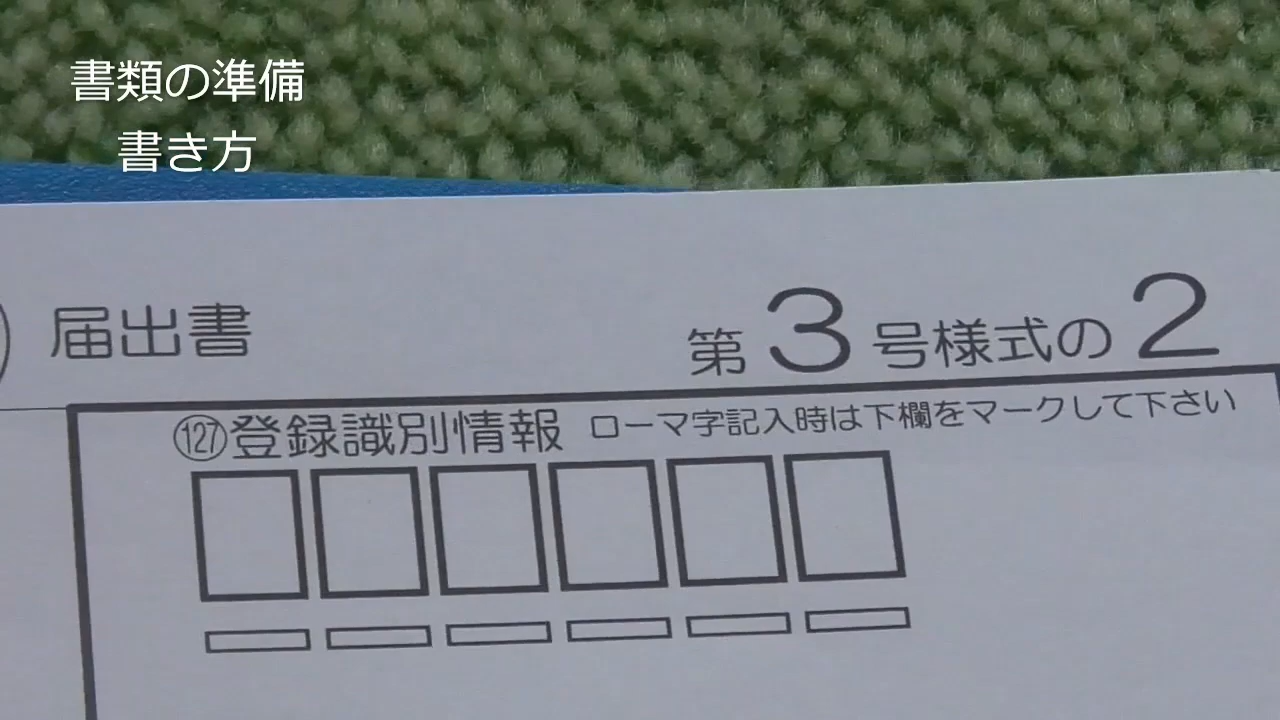 書類の準備
書き方
届出書
第3号様式の2
127登録識別情報 ローマ字記入時は下欄をマークして下さい